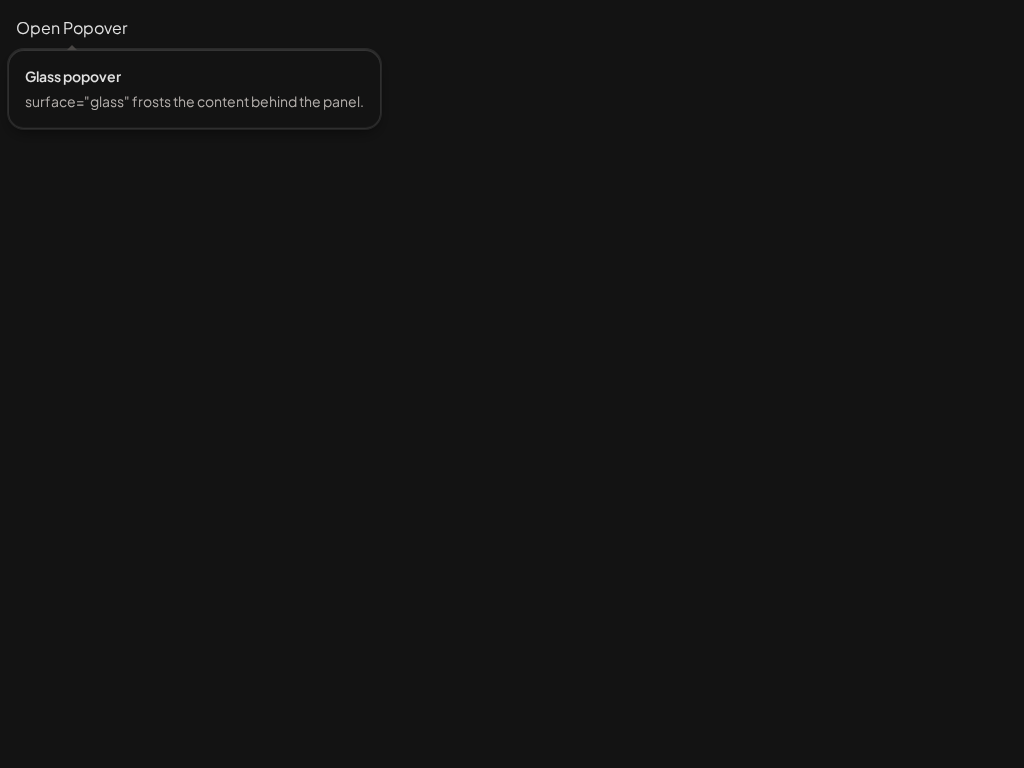 Open Popover
Glass popover
surface="glass" frosts the content behind the panel.